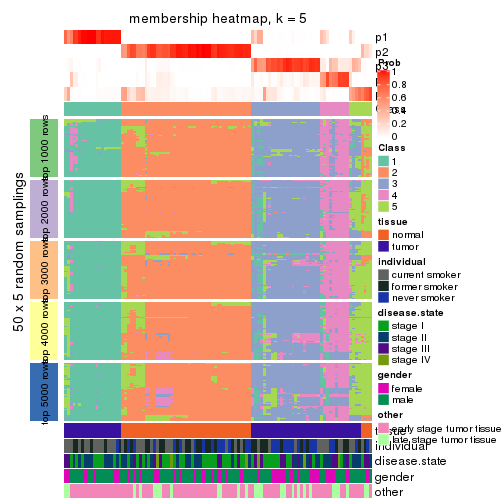 membership heatmap, k = 5
p1
p2
p3
Prob
1
0.8
0.6
0.4
0.2
0
Class
1
2
3
4
5
tissue
normal
tumor
individual
current smoker
former smoker
never smoker
disease.state
stage I
stage II
stage III
stage IV
gender
female
male
other
early stage tumor tissue
late stage tumor tissue
50 x 5 random samplings
top 1000 rows
top 2000 rows
top 3000 rows
top 4000 rows
top 5000 rows
tissue
individual
disease.state
gender
other